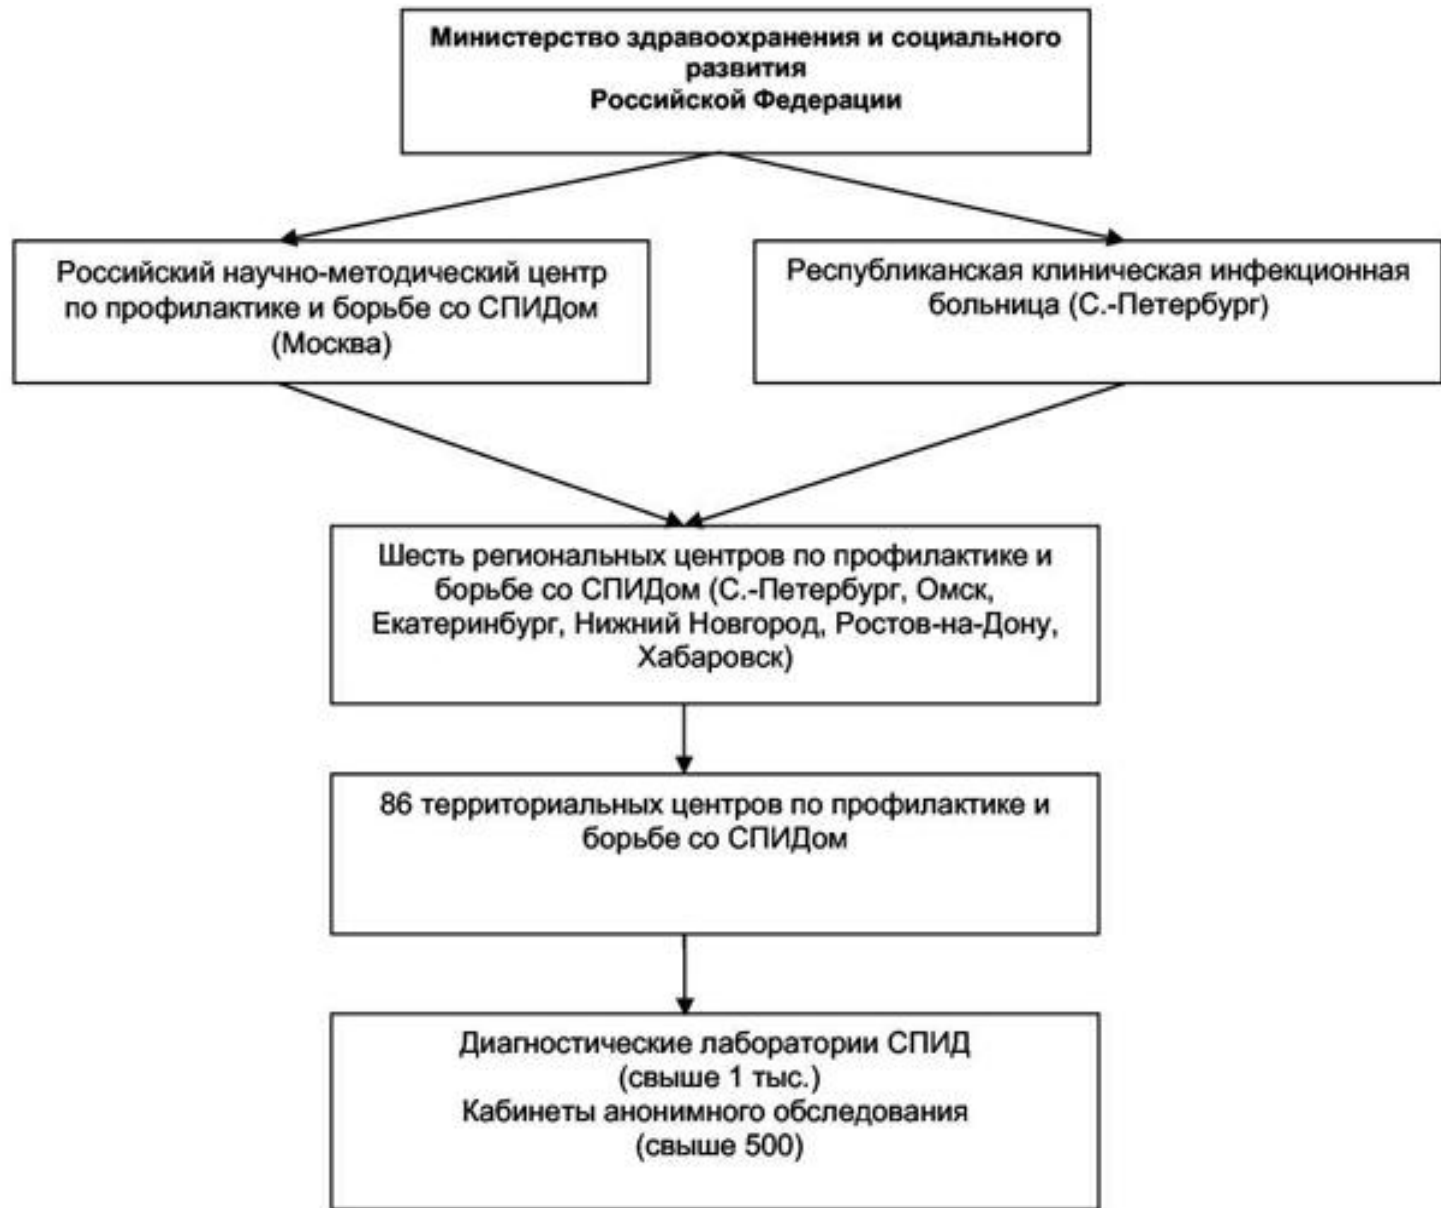 Министерство здравоохранения и социального
развития
Российской Федерации
Российский научно-методический центр
по профилактике и борьбе со СПИДом
(Москва)
Республиканская клиническая инфекционная
больница (С.-Петербург)
Шесть региональных центров по профилактике и
борьбе со СПИДом (С.-Петербург, Омск,
Екатеринбург, Нижний Новгород, Ростов-на-Дону,
Хабаровск)
86 территориальных центров по профилактике и
борьбе со СПИДом
Диагностические лаборатории СПИД
(свыше 1 тыс.)
Кабинеты анонимного обследования
(свыше 500)